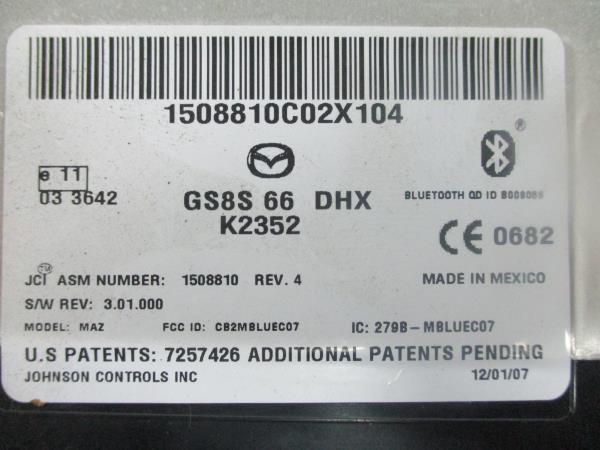 1508810C02X104
e 11
03 3642
GS8S 66 DHX
K2352
BLUETOOTH QD ID B009085
CE 0682
JCI TM ASM NUMBER: 1508810 REV. 4
MADE IN MEXICO
S/W REV: 3.01.000
MODEL: MAZ FCC ID: CB2MBLUEC07 IC: 279B-MBLUEC07
U.S PATENTS: 7257426 ADDITIONAL PATENTS PENDING
JOHNSON CONTROLS INC 12/01/07